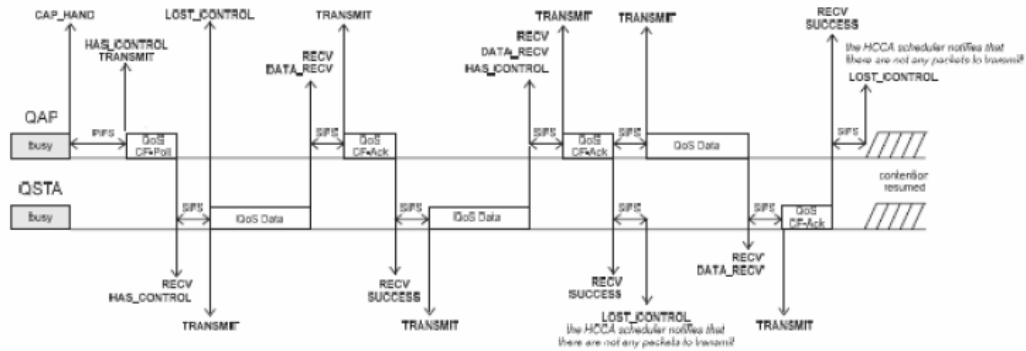 CAP_HAND
LOST_CONTROL
TRANSMIT
TRANSMIT
TRANSMIT
RECV
SUCCESS
HAS_CONTROL
TRANSMIT
RECV
DATA_RECV
RECV
DATA_RECV
HAS_CONTROL
the HCCA scheduler notifies that
there are not any packets to transmit
LOST_CONTROL
QAP
busy
PIFS
QoS
CF-Poll
SIFS
QoS
CF-Ack
SIFS
QoS
CF-Ack
SIFS
QoS Data
SIFS
contention
resumed
QSTA
busy
SIFS
QoS Data
SIFS
QoS Data
SIFS
SIFS
QoS
CF-Ack
RECV
HAS_CONTROL
TRANSMIT
RECV
SUCCESS
TRANSMIT
RECV
SUCCESS
LOST_CONTROL
the HCCA scheduler notifies that
there are not any packets to transmit
RECV
DATA_RECV
TRANSMIT